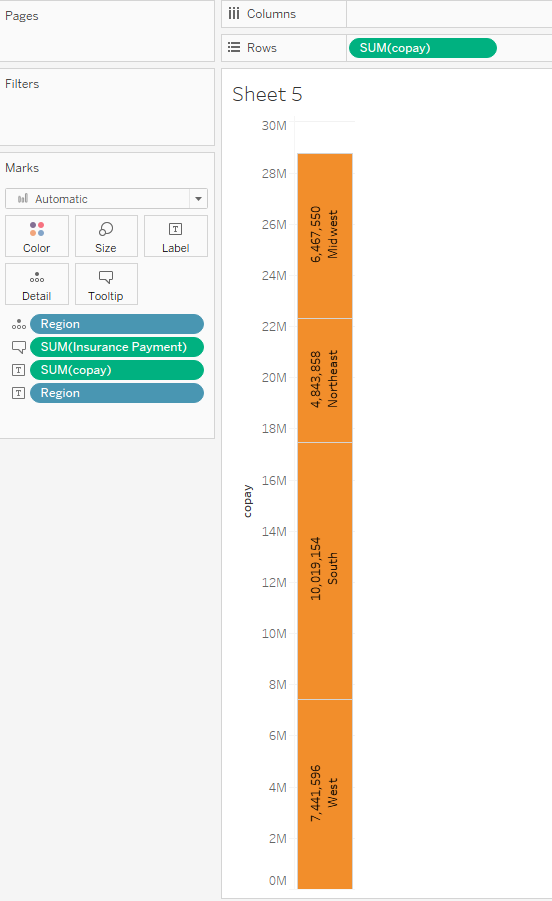 Pages
Columns
Rows
SUM(copay)
Filters
Marks
Automatic
Color
Size
Label
Detail
Tooltip
Region
SUM(Insurance Payment)
SUM(copay)
Region
Sheet 5
copay
30M
28M
26M
24M
22M
20M
18M
16M
14M
12M
10M
8M
6M
4M
2M
0M
6,467,550
Midwest
4,843,858
Northeast
10,019,154
South
7,441,596
West